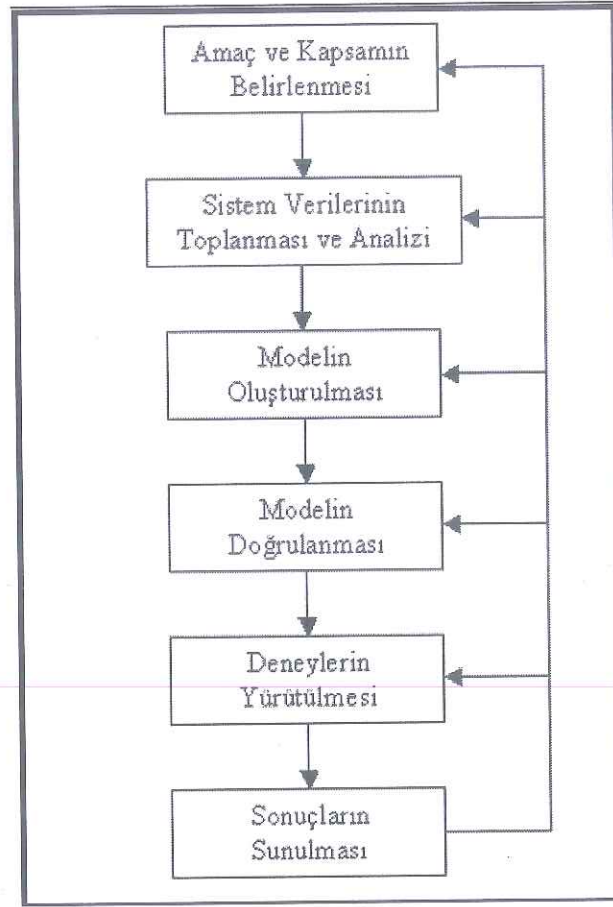 Amaç ve Kapsamın
Belirlenmesi
Sistem Verilerinin
Toplanması ve Analizi
Modelin
Oluşturulması
Modelin
Doğrulanması
Deneylerin
Yürütülmesi
Sonuçların
Sunulması